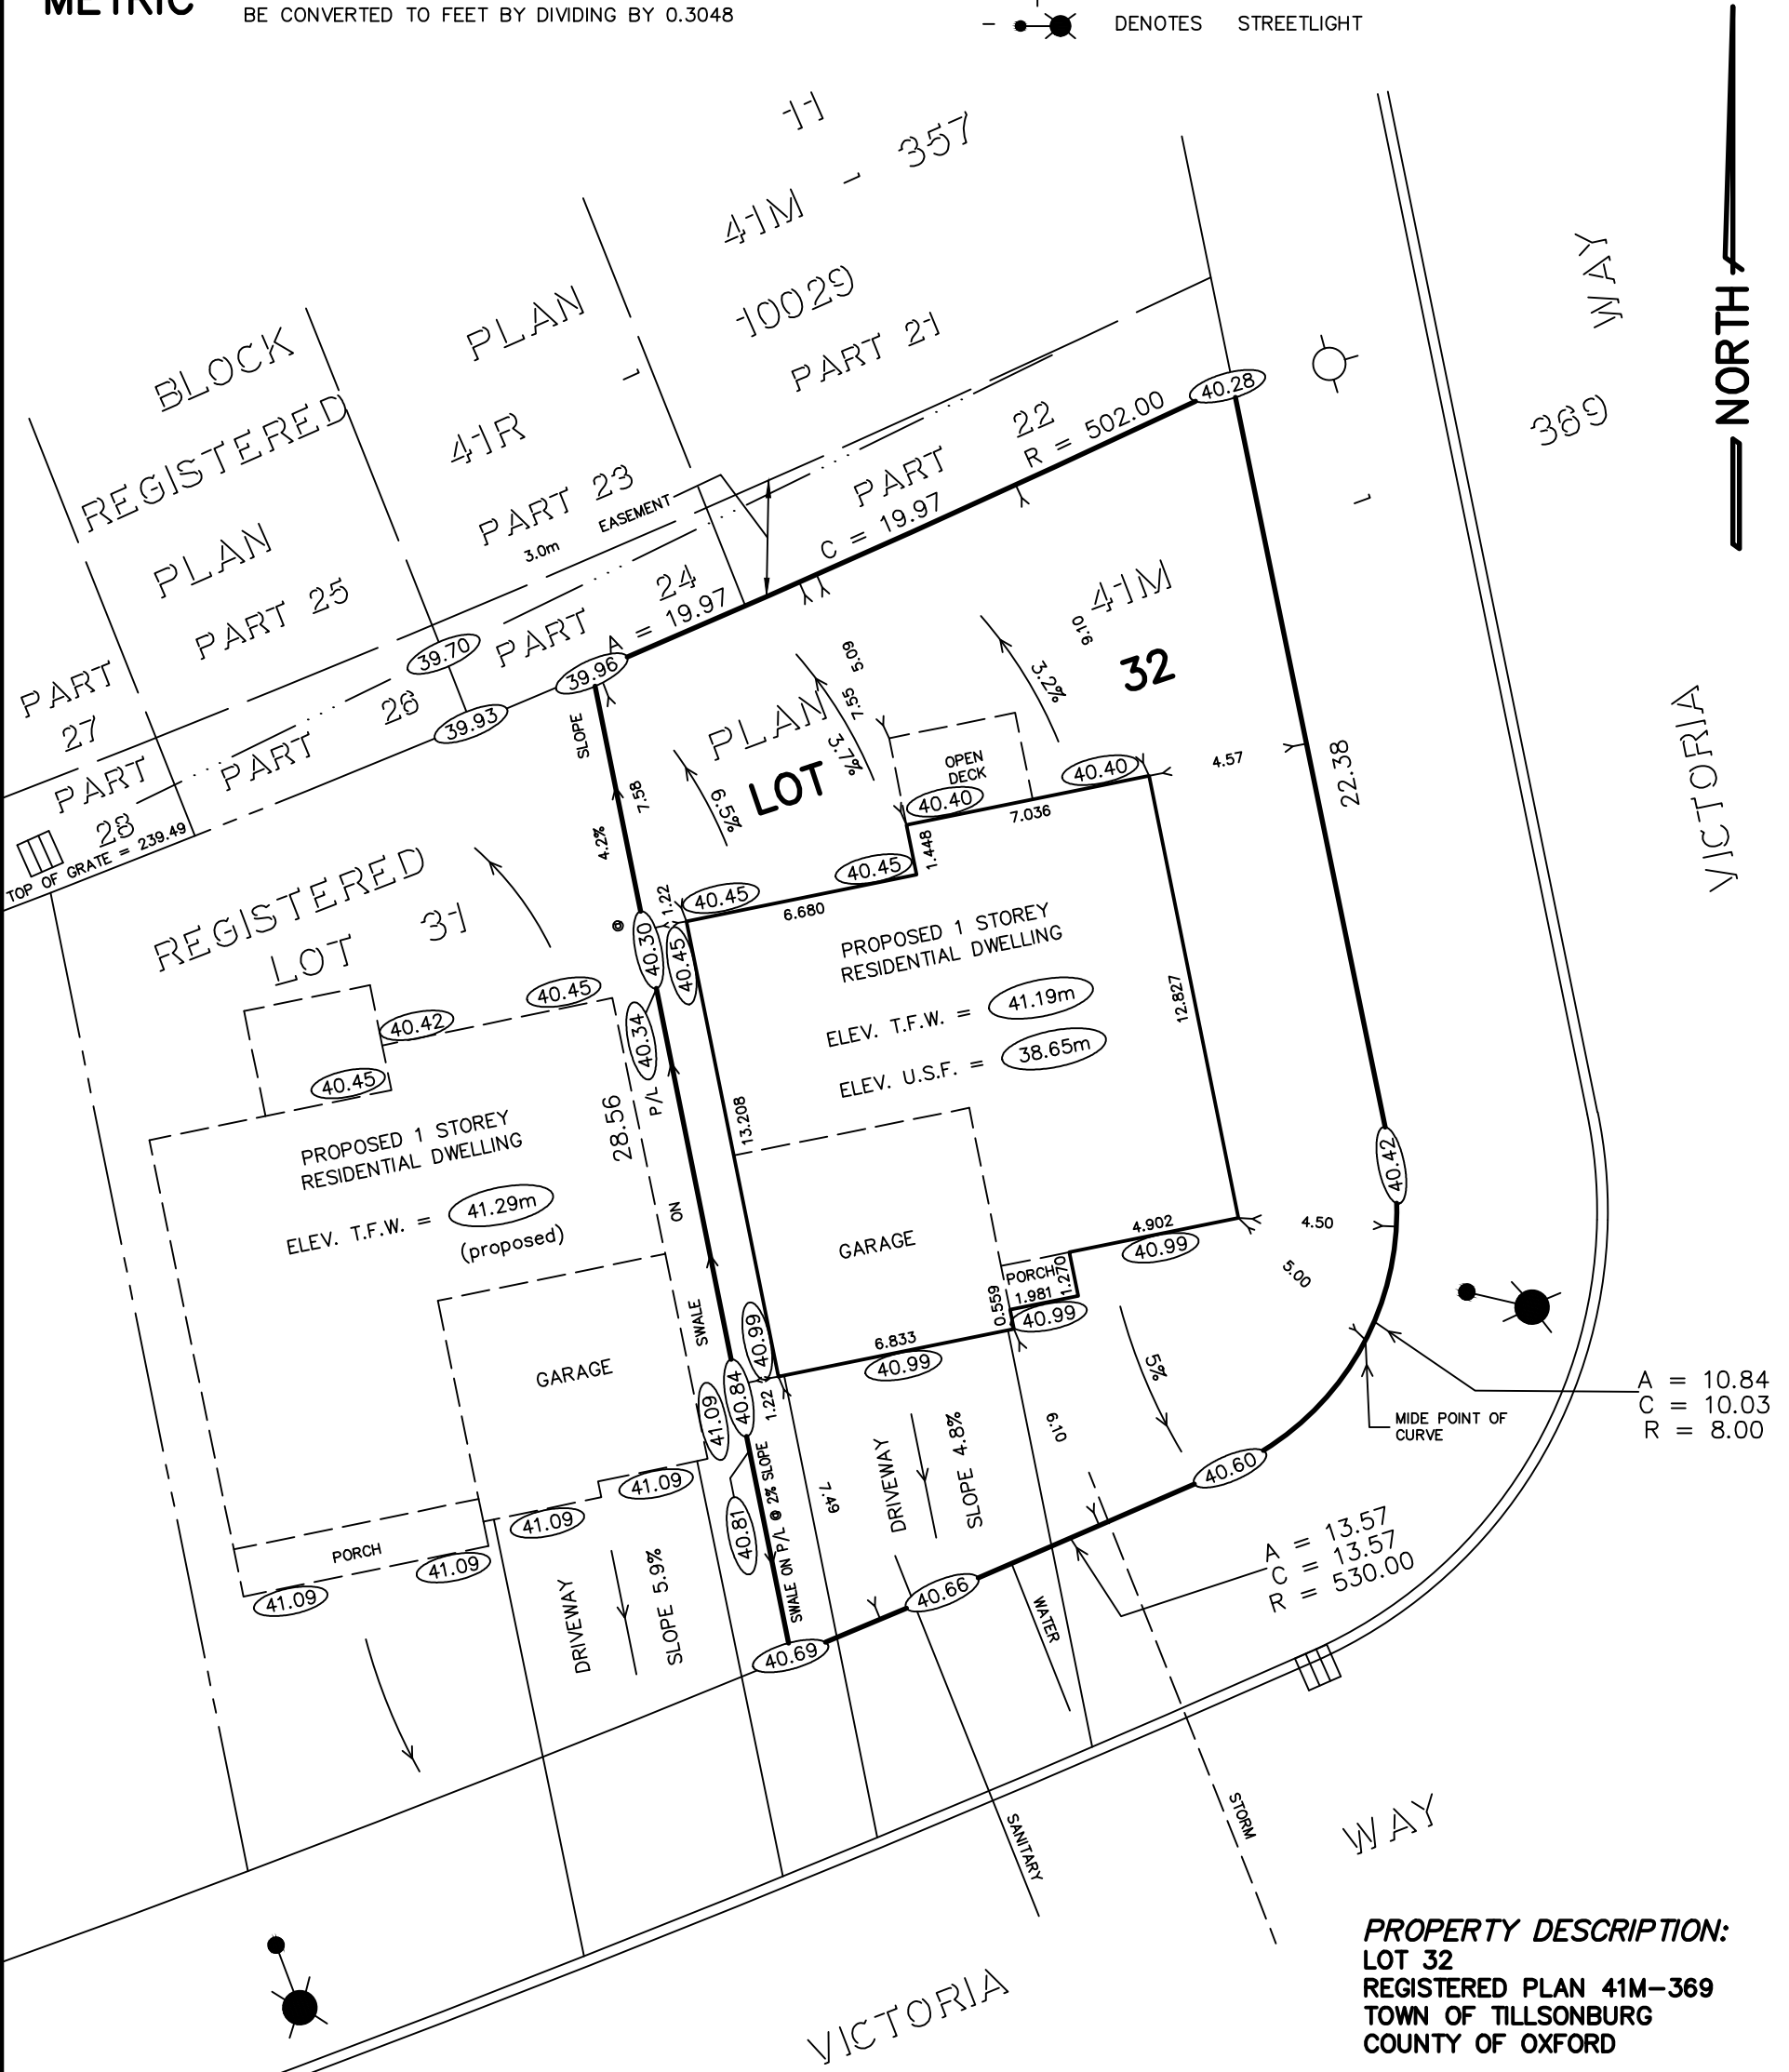 METRIC
BE CONVERTED TO FEET BY DIVIDING BY 0.3048
DENOTES STREETLIGHT
NORTH
11
41M - 357
10029
PART 21
BLOCK
REGISTERED
PLAN
PART 25
PLAN
41R -
PART 23
3.0m EASEMENT
PART 22
R = 502.00
C = 19.97
PART 24
A = 19.97
PART 26
PART 27
PART 28
TOP OF GRATE = 239.49
39.70
39.93
39.96
40.28
WAY
369
-
VICTORIA
41M
PLAN
LOT 32
9.10
5.09
7.55
3.2%
3.7%
6.5%
SLOPE
4.2%
7.58
@
1.22
OPEN
DECK
40.40
40.40
7.036
1.448
40.45
40.45
6.680
40.45
4.57
22.38
40.30
40.34
P/L
28.56
ON
SWALE
REGISTERED
LOT 31
40.45
40.42
40.45
PROPOSED 1 STOREY
RESIDENTIAL DWELLING
ELEV. T.F.W. = 41.29m
(proposed)
GARAGE
PORCH
41.09
41.09
41.09
41.09
41.09
DRIVEWAY
SLOPE 5.9%
PROPOSED 1 STOREY
RESIDENTIAL DWELLING
ELEV. T.F.W. = 41.19m
ELEV. U.S.F. = 38.65m
12.827
13.208
GARAGE
4.902
40.99
PORCH
1.270
1.981
0.559
40.99
6.833
40.99
40.99
40.84
1.22
40.81
SWALE ON P/L @ 2% SLOPE
7.49
DRIVEWAY
SLOPE 4.8%
6.10
5%
4.50
5.00
40.42
40.60
40.66
40.69
MIDE POINT OF
CURVE
A = 10.84
C = 10.03
R = 8.00
A = 13.57
C = 13.57
R = 530.00
WATER
SANITARY
STORM
VICTORIA
WAY
PROPERTY DESCRIPTION:
LOT 32
REGISTERED PLAN 41M-369
TOWN OF TILLSONBURG
COUNTY OF OXFORD